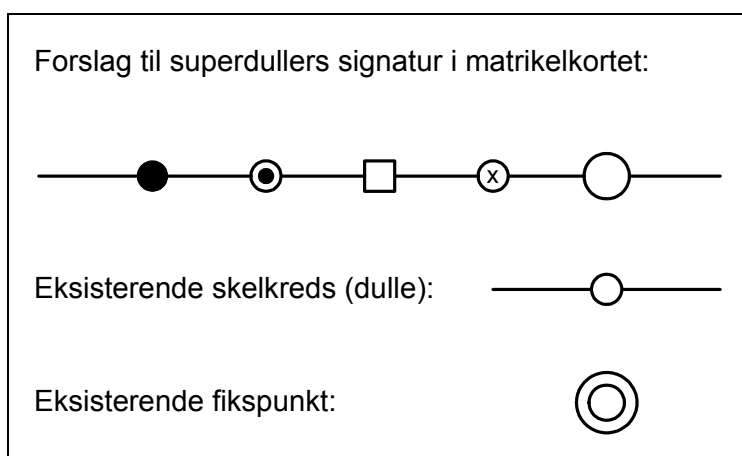 Forslag til superdullers signatur i matrikelkortet:
x
Eksisterende skelkreds (dulle):
Eksisterende fikspunkt: